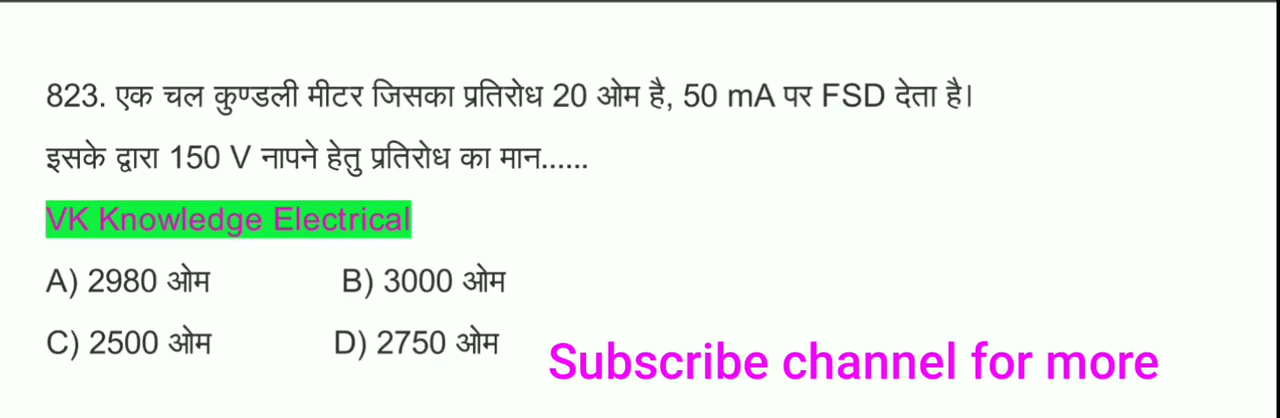 823. एक चल कुण्डली मीटर जिसका प्रतिरोध 20 ओम है, 50 mA पर FSD देता है।
इसके द्वारा 150 V नापने हेतु प्रतिरोध का मान......
VK Knowledge Electrical
A) 2980 ओम B) 3000 ओम
C) 2500 ओम D) 2750 ओम
Subscribe channel for more